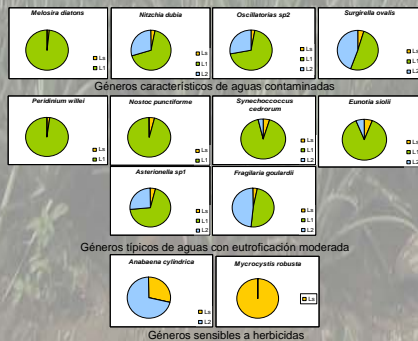 Melosira diatons
Ls
L1
Nitzchia dubia
Ls
L1
L2
Oscillatorias sp2
Ls
L1
L2
Surgirella ovalis
Ls
L1
L2
Géneros característicos de aguas contaminadas
Peridinium willei
Ls
L1
Nostoc punctiforme
Ls
L1
Synechoccocus
cedrorum
Ls
L1
L2
Eunotia siolii
Ls
L1
L2
Asterionella sp1
Ls
L1
L2
Fragilaria goulerdii
Ls
L1
L2
Géneros típicos de aguas con eutroficación moderada
Anabaena cylindrica
Ls
L2
Mycrocystis robusta
Ls
Géneros sensibles a herbicidas